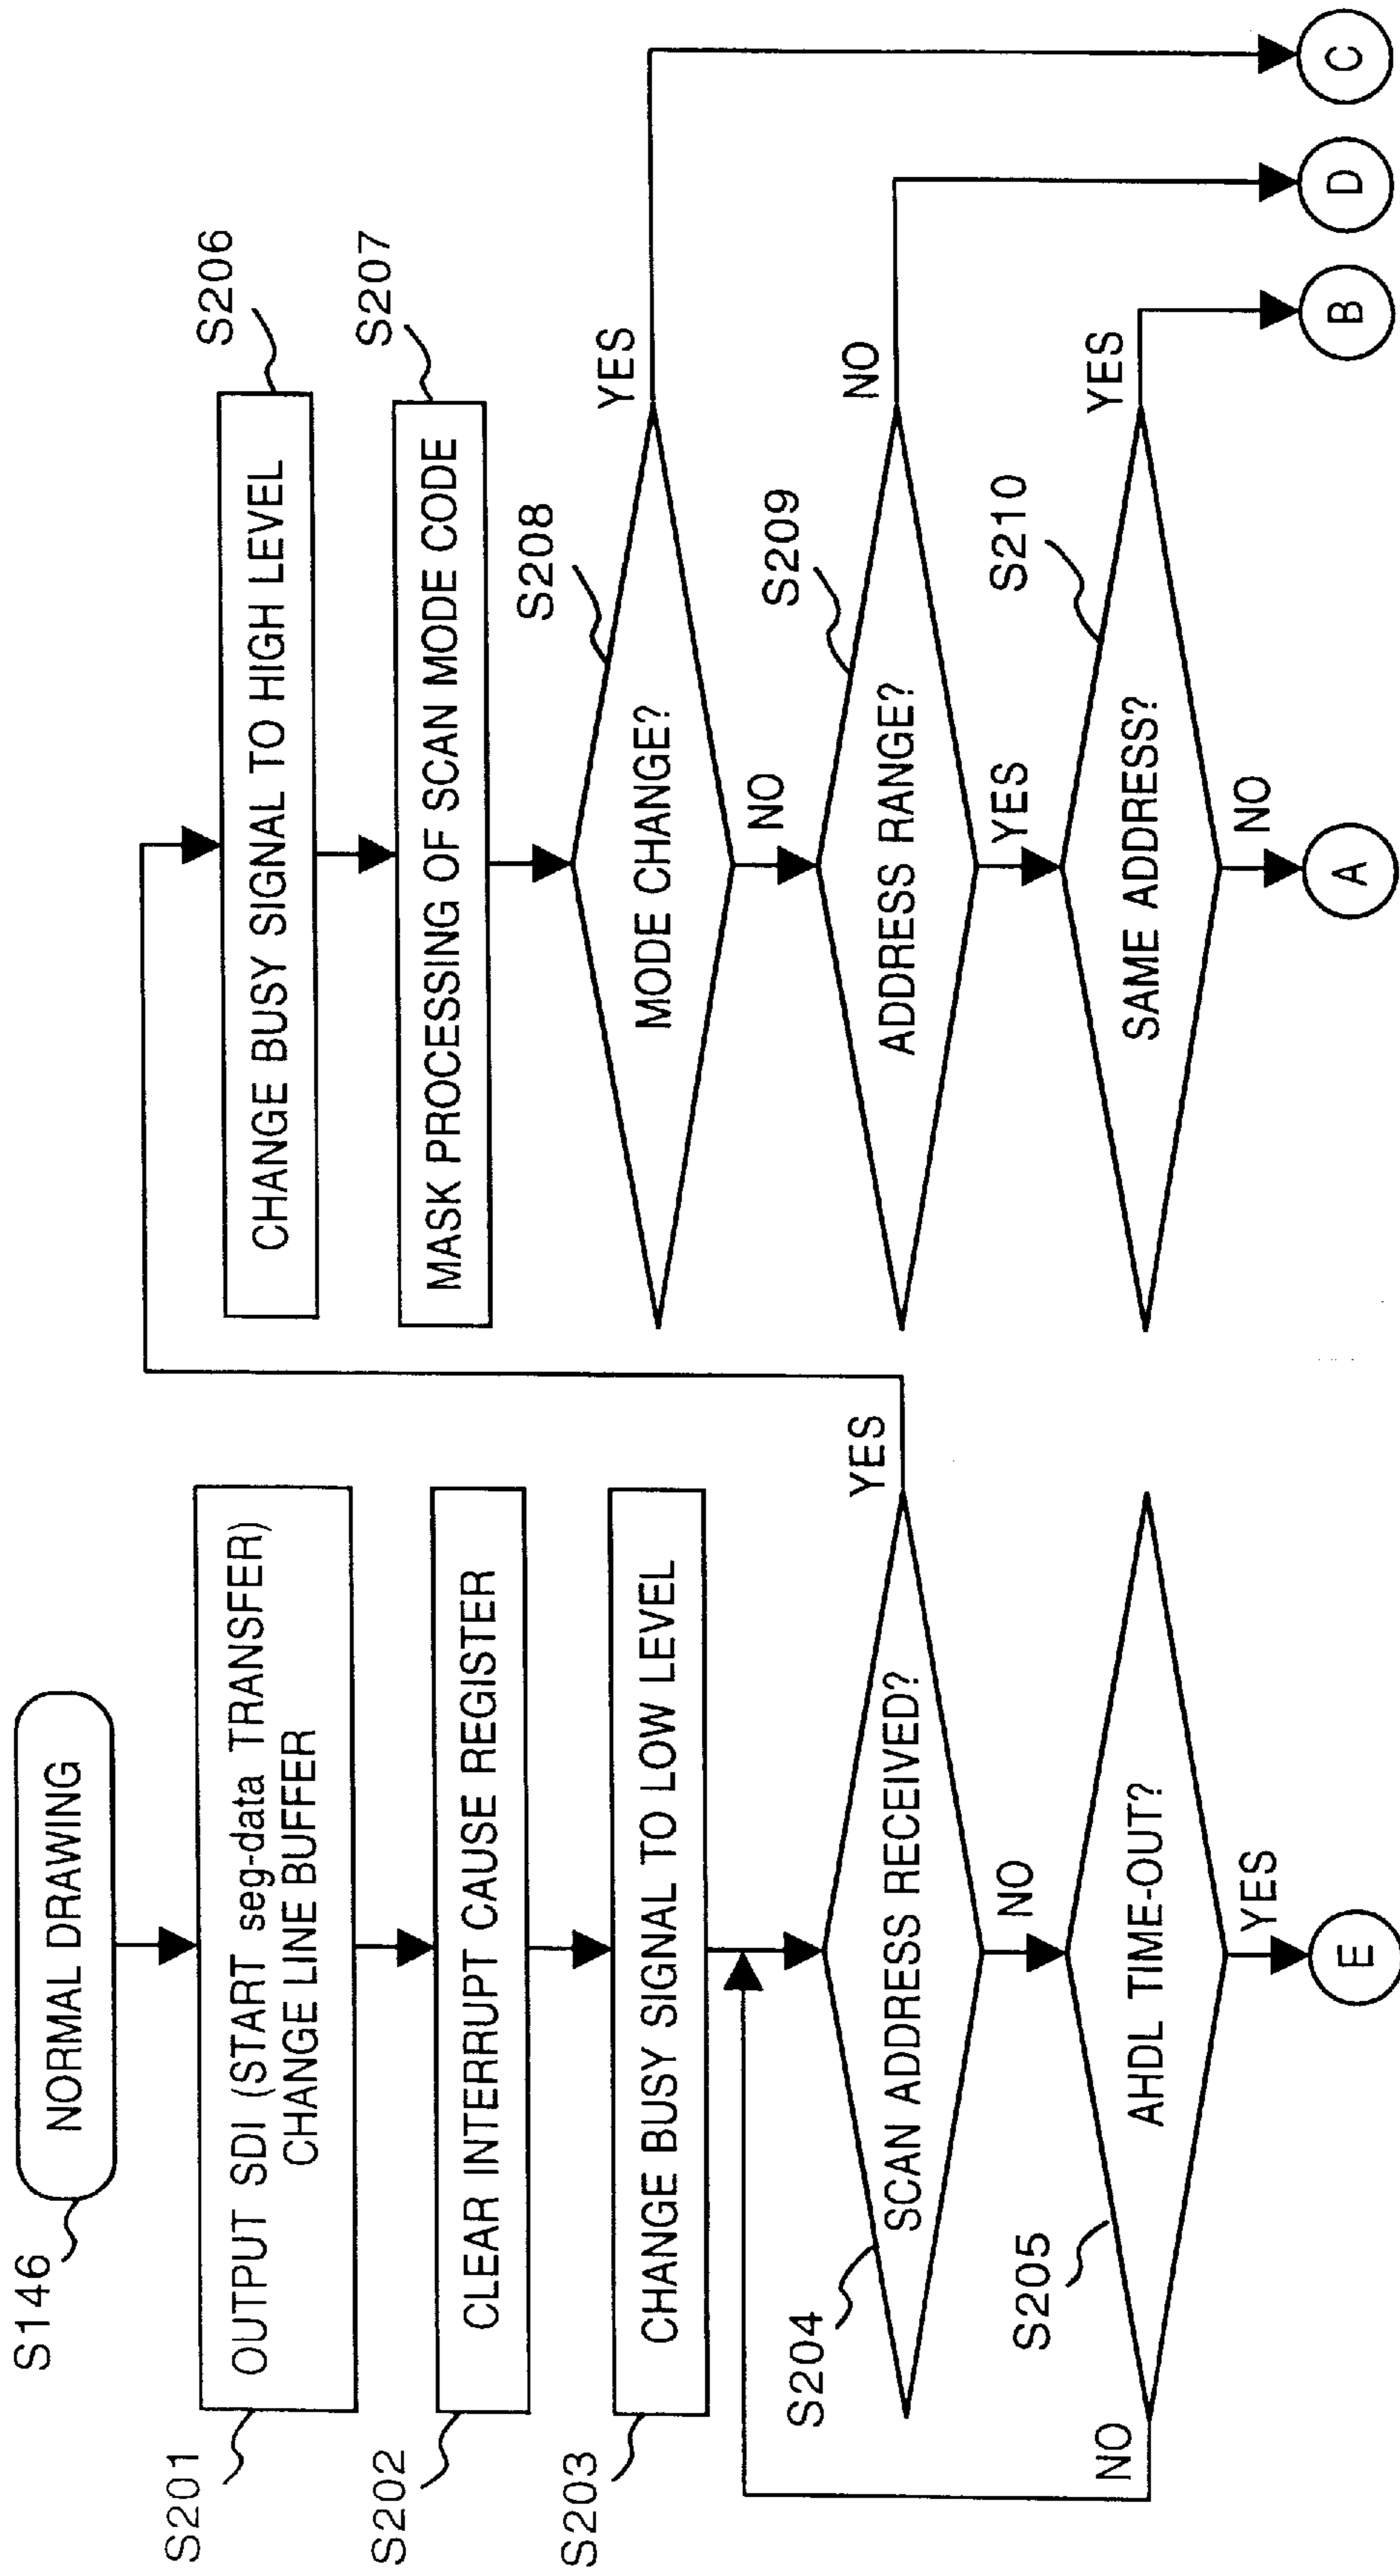 S146
NORMAL DRAWING
S201
OUTPUT SDI (START seg-data TRANSFER)
CHANGE LINE BUFFER
S202
CLEAR INTERRUPT CAUSE REGISTER
S203
CHANGE BUSY SIGNAL TO LOW LEVEL
S204
SCAN ADDRESS RECEIVED?
YES
NO
S205
AHDL TIME-OUT?
NO
YES
E
S206
CHANGE BUSY SIGNAL TO HIGH LEVEL
S207
MASK PROCESSING OF SCAN MODE CODE
S208
MODE CHANGE?
YES
NO
S209
ADDRESS RANGE?
NO
YES
S210
SAME ADDRESS?
YES
NO
A
B
D
C